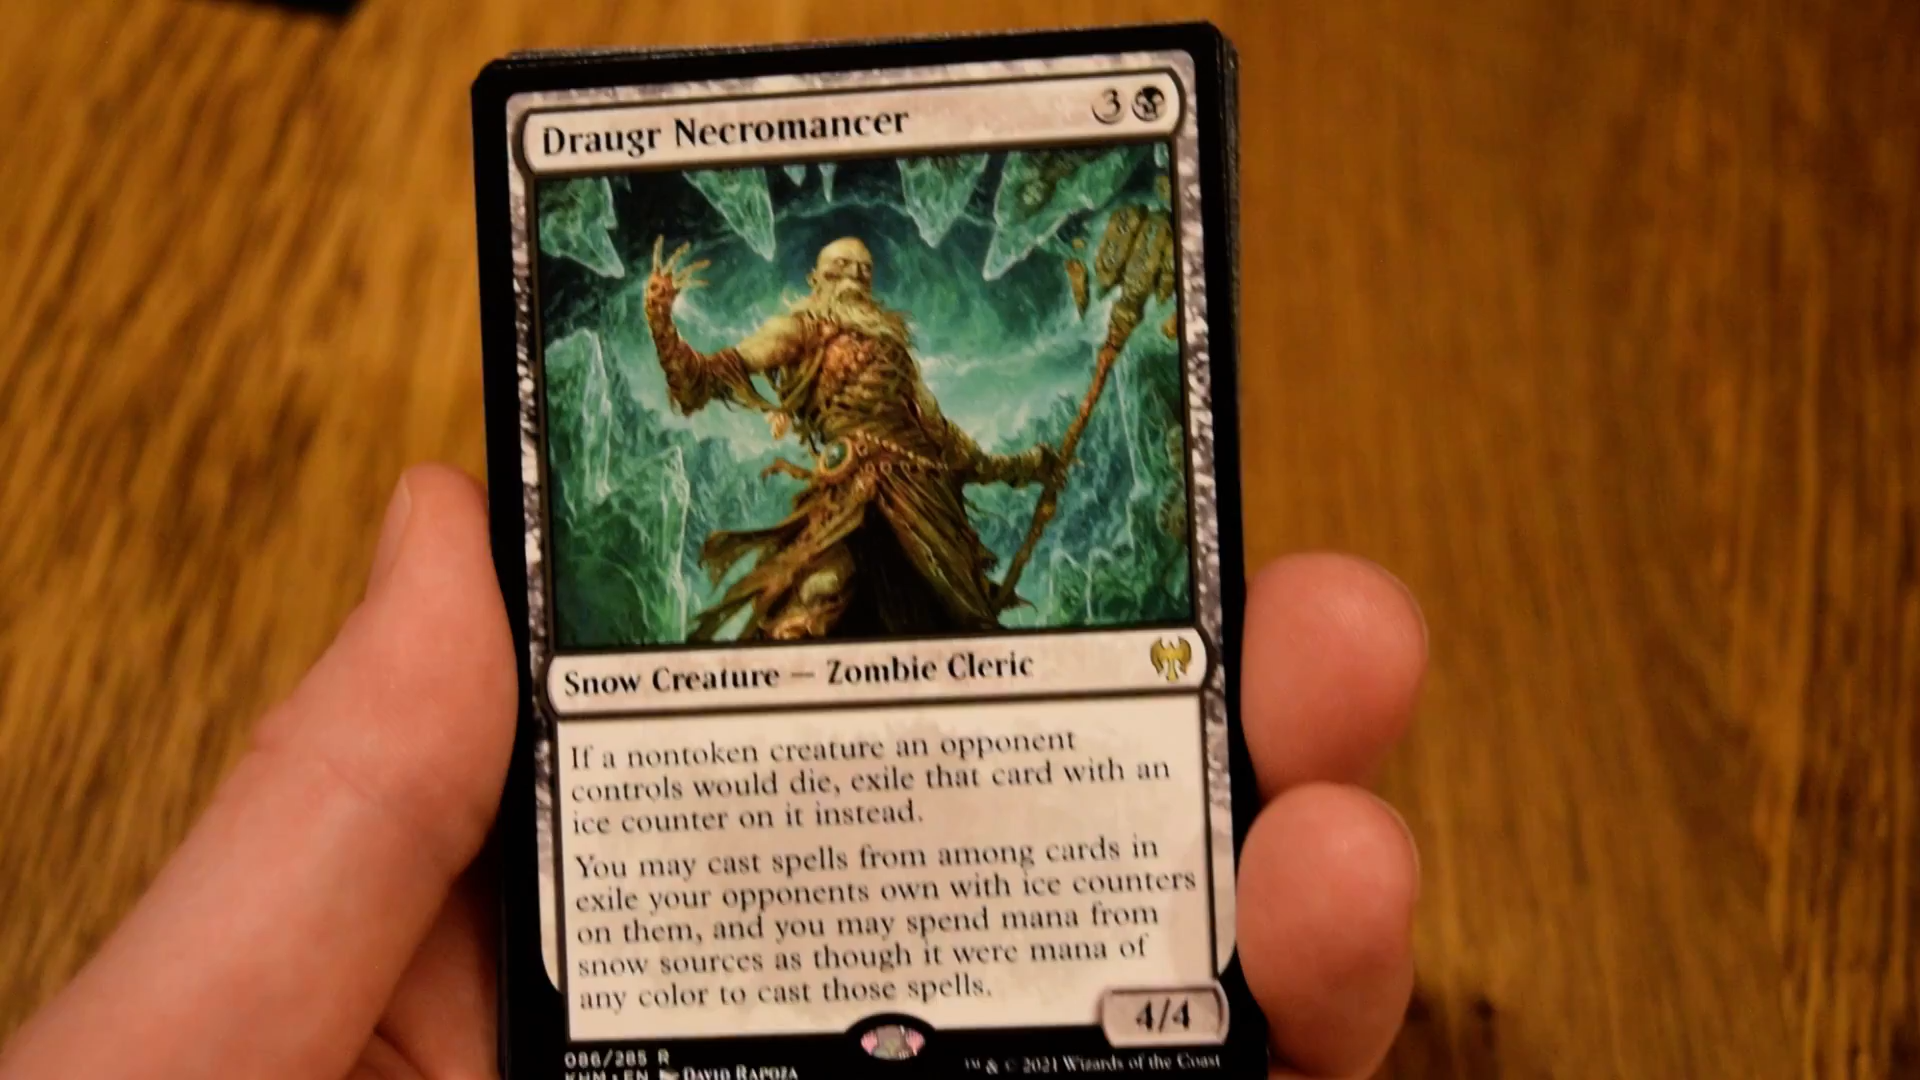 Draugr Necromancer 3
Snow Creature — Zombie Cleric
If a nontoken creature an opponent
controls would die, exile that card with an
ice counter on it instead.
You may cast spells from among cards in
exile your opponents own with ice counters
on them, and you may spend mana from
snow sources as though it were mana of
any color to cast those spells.
4/4
086/285 R
KHM • EN David Rapoza
™ & © 2021 Wizards of the Coast